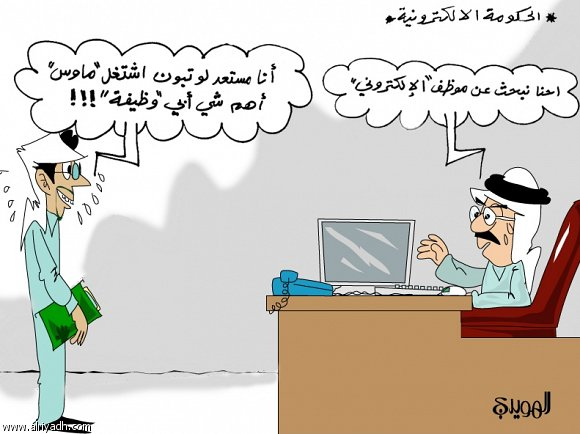 * الحكومة الالكترونية *
احنا نبحث عن موظف "الإلكتروني"
أنا مستعد لو تبون اشتغل "ماوس"
أهم شي أبي "وظيفة" !!!
الهويدي
www.alriyadh.com